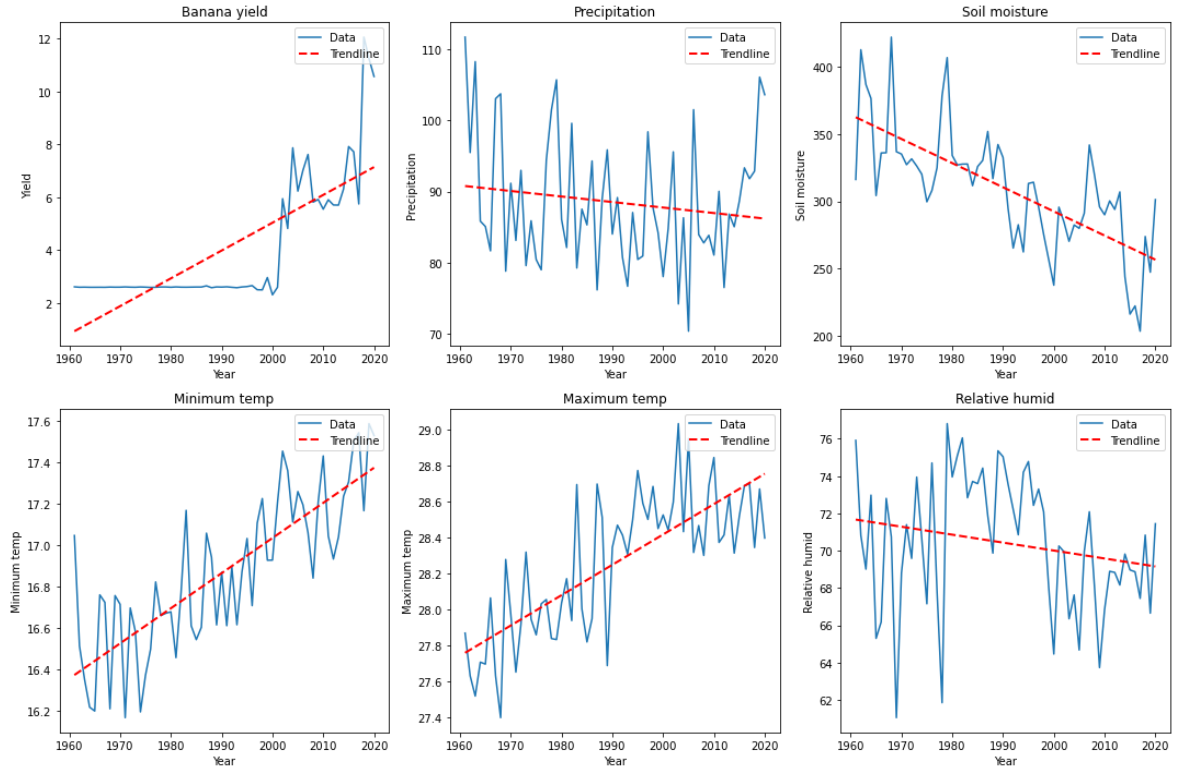 Banana yield
Data
Trendline
12
10
8
6
4
2
Yield
1960 1970 1980 1990 2000 2010 2020
Year
Precipitation
Data
Trendline
110
100
90
80
70
Precipitation
1960 1970 1980 1990 2000 2010 2020
Year
Soil moisture
Data
Trendline
400
350
300
250
200
Soil moisture
1960 1970 1980 1990 2000 2010 2020
Year
Minimum temp
Data
Trendline
17.6
17.4
17.2
17.0
16.8
16.6
16.4
16.2
Minimum temp
1960 1970 1980 1990 2000 2010 2020
Year
Maximum temp
Data
Trendline
29.0
28.8
28.6
28.4
28.2
28.0
27.8
27.6
27.4
Maximum temp
1960 1970 1980 1990 2000 2010 2020
Year
Relative humid
Data
Trendline
76
74
72
70
68
66
64
62
Relative humid
1960 1970 1980 1990 2000 2010 2020
Year